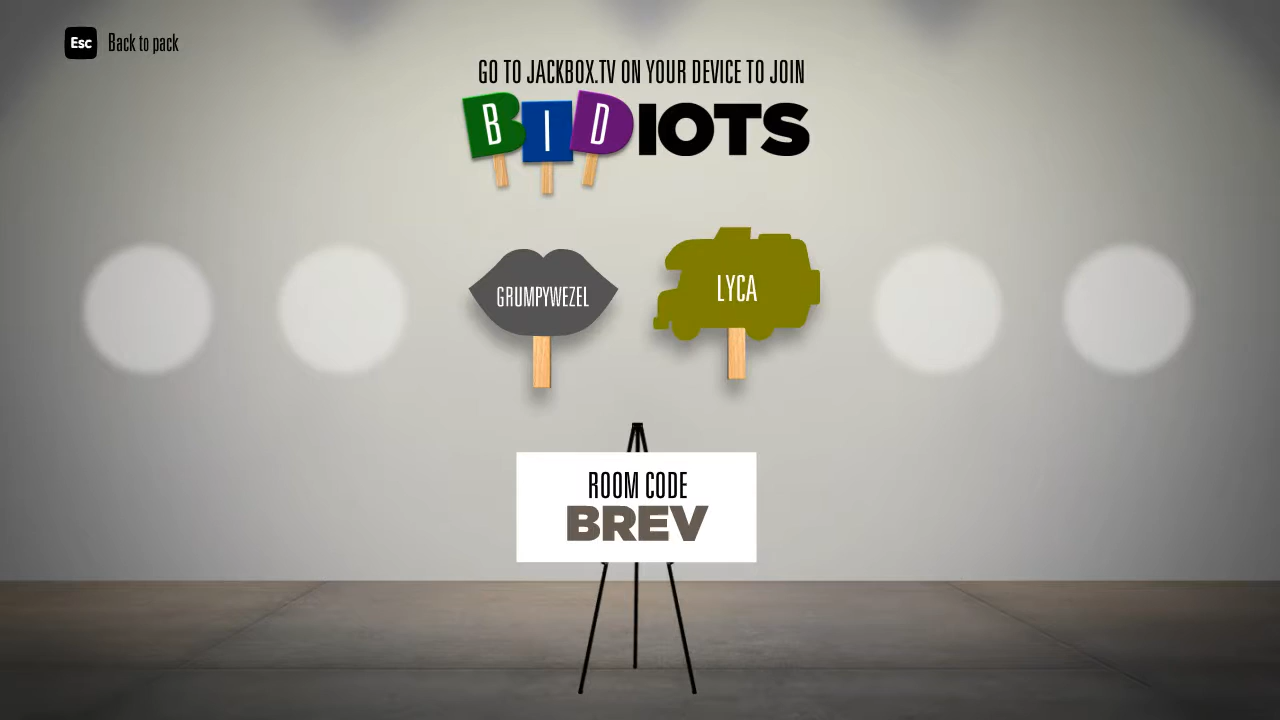 Esc Back to pack
GO TO JACKBOX.TV ON YOUR DEVICE TO JOIN
BIDIOTS
GRUMPYWEZEL
LYCA
ROOM CODE
BREV